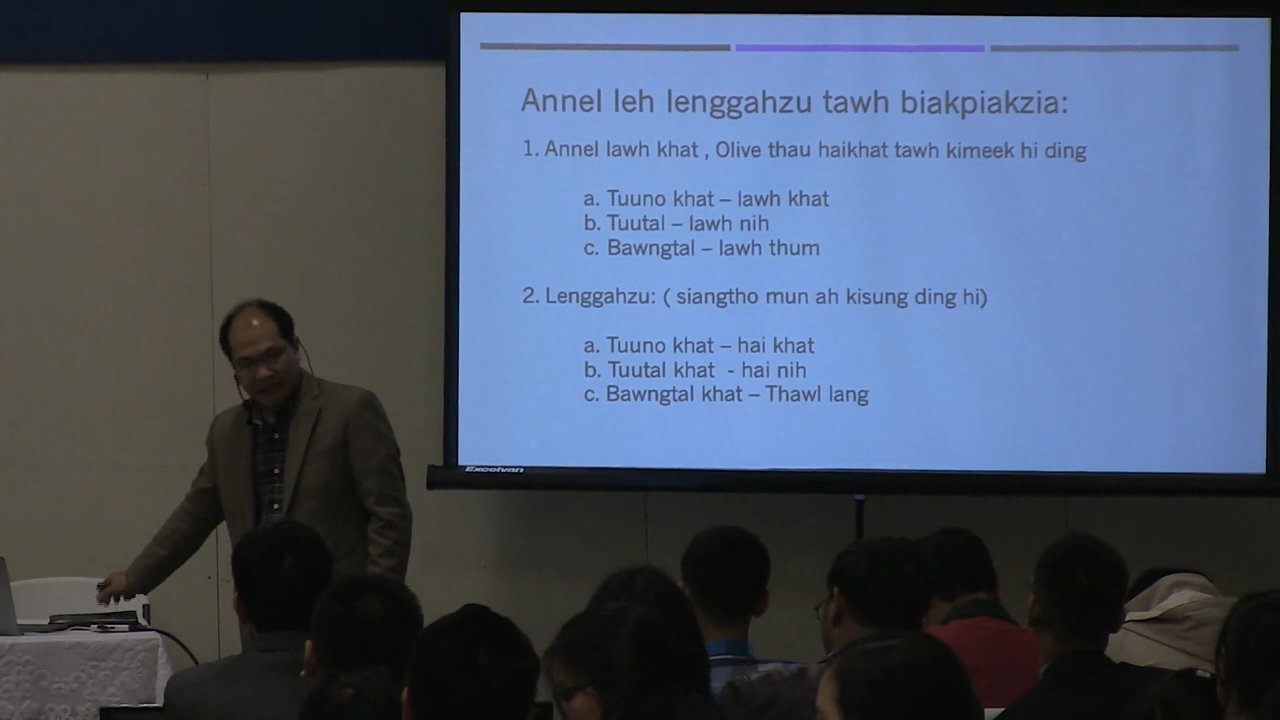 Annel leh lenggahzu tawh biakpiakzia:
1. Annel lawh khat , Olive thau haikhat tawh kimeek hi ding
a. Tuuno khat – lawh khat
b. Tuutal – lawh nih
c. Bawngtal – lawh thum
2. Lenggahzu: ( siangtho mun ah kisung ding hi)
a. Tuuno khat – hai khat
b. Tuutal khat - hai nih
c. Bawngtal khat – Thawl lang
Excelvan